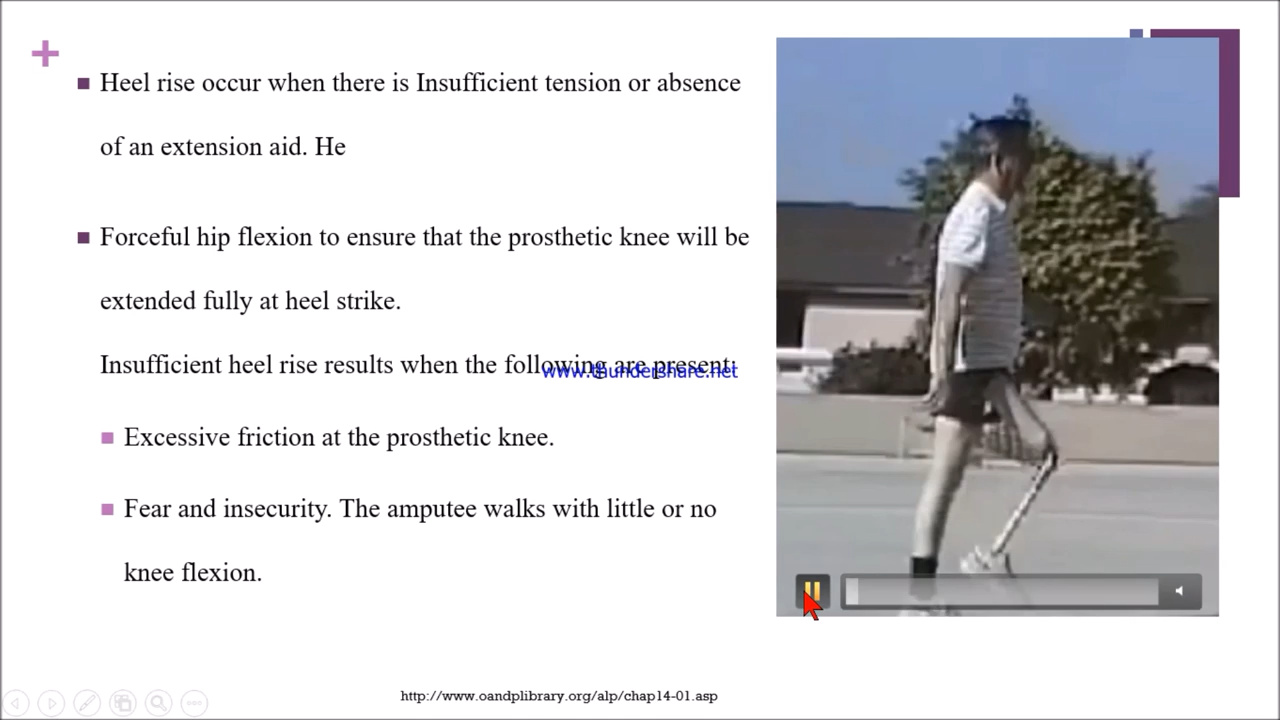 Heel rise occur when there is Insufficient tension or absence
of an extension aid. He
Forceful hip flexion to ensure that the prosthetic knee will be
extended fully at heel strike.
Insufficient heel rise results when the following are present:
www.thundershare.net
Excessive friction at the prosthetic knee.
Fear and insecurity. The amputee walks with little or no
knee flexion.
http://www.oandplibrary.org/alp/chap14-01.asp